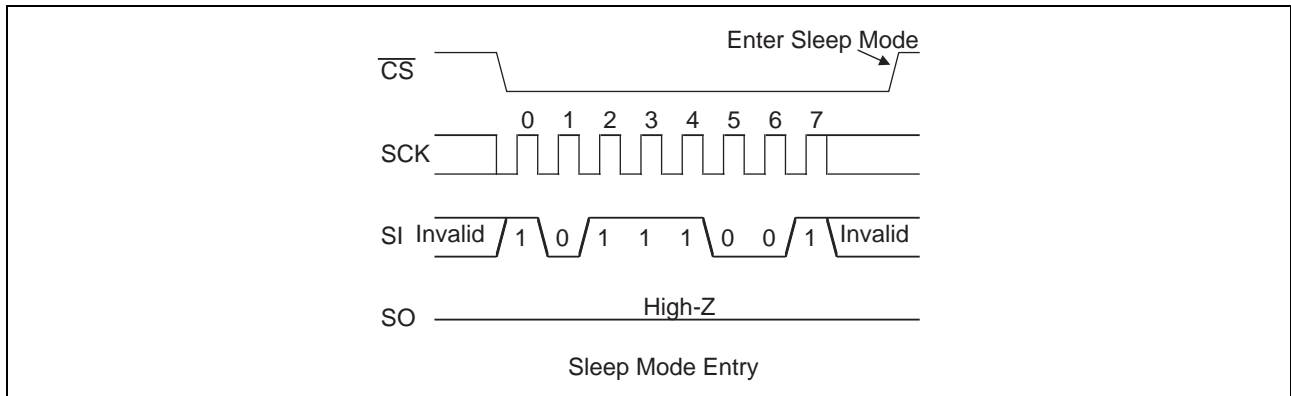 Enter Sleep Mode
CS
0 1 2 3 4 5 6 7
SCK
SI Invalid 1 0 1 1 1 0 0 1 Invalid
High-Z
SO
Sleep Mode Entry